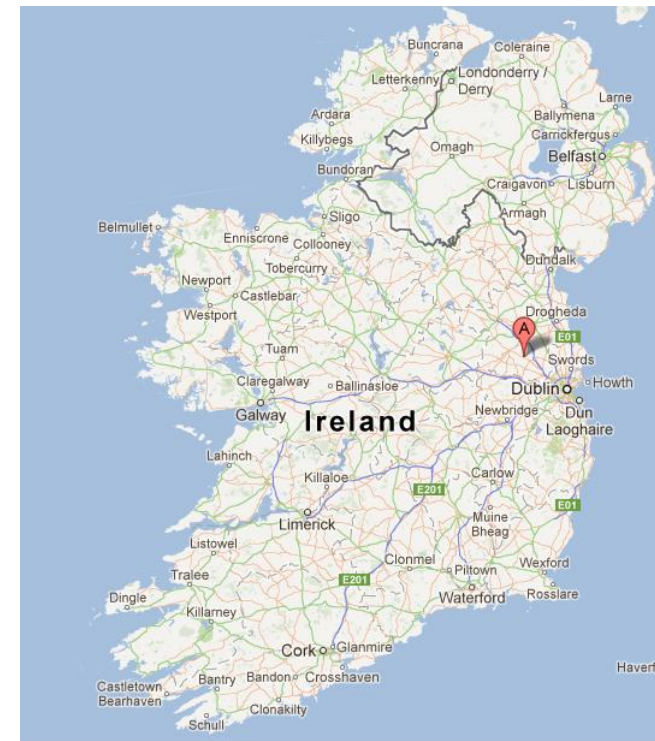 Buncrana
Coleraine
Londonderry /
Derry
Letterkenny
Larne
Ardara
Ballymena
Killybegs
Carrickfergus
Omagh
Belfast
Bundoran
Craigavon
Lisburn
Armagh
Sligo
Belmullet
Enniscrone
Collooney
Dundalk
Tobercurry
Newport
Castlebar
Westport
Drogheda
A
E01
Tuam
Swords
Claregalway
Ballinasloe
Howth
Dublin
Galway
Ireland
Newbridge
Dun
Laoghaire
Lahinch
Killaloe
Carlow
E201
E01
Limerick
Muine
Bheag
Listowel
Clonmel
Piltown
Wexford
Tralee
E201
Rosslare
Dingle
Waterford
Killarney
Cork
Glanmire
Haverf
Bantry
Bandon
Crosshaven
Castletown
Bearhaven
Clonakilty
Schull